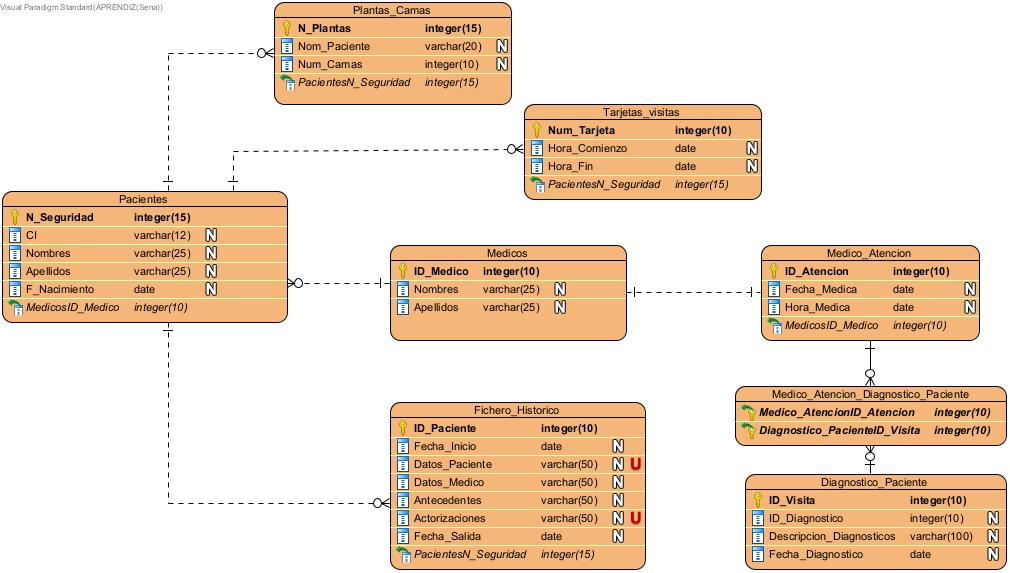 Visual Paradigm Standard(APRENDIZ(Sena))
Plantas_Camas
N_Plantas integer(15)
Nom_Paciente varchar(20) N
Num_Camas integer(10) N
PacientesN_Seguridad integer(15)
Tarjetas_visitas
Num_Tarjeta integer(10)
Hora_Comienzo date N
Hora_Fin date N
PacientesN_Seguridad integer(15)
Pacientes
N_Seguridad integer(15)
CI varchar(12) N
Nombres varchar(25) N
Apellidos varchar(25) N
F_Nacimiento date N
MedicosID_Medico integer(10)
Medicos
ID_Medico integer(10)
Nombres varchar(25) N
Apellidos varchar(25) N
Medico_Atencion
ID_Atencion integer(10)
Fecha_Medica date N
Hora_Medica date N
MedicosID_Medico integer(10)
Medico_Atencion_Diagnostico_Paciente
Medico_AtencionID_Atencion integer(10)
Diagnostico_PacienteID_Visita integer(10)
Fichero_Historico
ID_Paciente integer(10)
Fecha_Inicio date N
Datos_Paciente varchar(50) N U
Datos_Medico varchar(50) N
Antecedentes varchar(50) N
Actorizaciones varchar(50) N U
Fecha_Salida date N
PacientesN_Seguridad integer(15)
Diagnostico_Paciente
ID_Visita integer(10)
ID_Diagnostico integer(10) N
Descripcion_Diagnosticos varchar(100) N
Fecha_Diagnostico date N